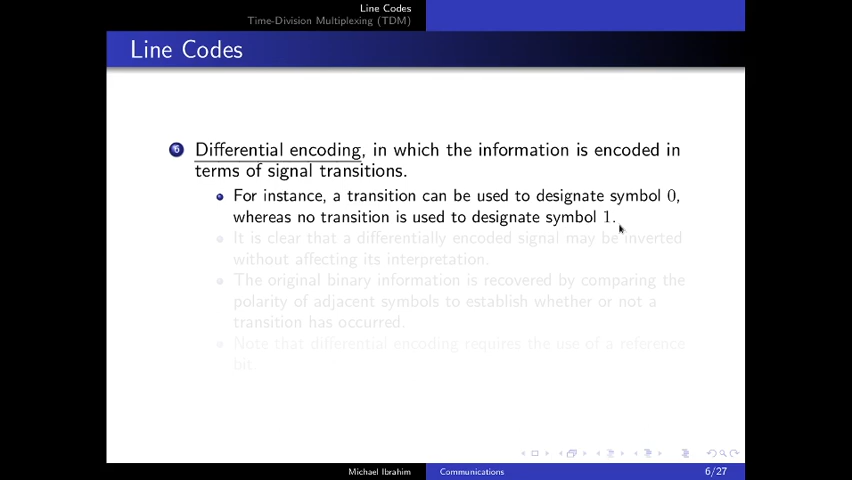 Line Codes
Time-Division Multiplexing (TDM)
Line Codes
6 Differential encoding, in which the information is encoded in
terms of signal transitions.
For instance, a transition can be used to designate symbol 0,
whereas no transition is used to designate symbol 1.
It is clear that a differentially encoded signal may be inverted
without affecting its interpretation.
The original binary information is recovered by comparing the
polarity of adjacent symbols to establish whether or not a
transition has occurred.
Note that differential encoding requires the use of a reference
bit.
Michael Ibrahim
Communications
6/27